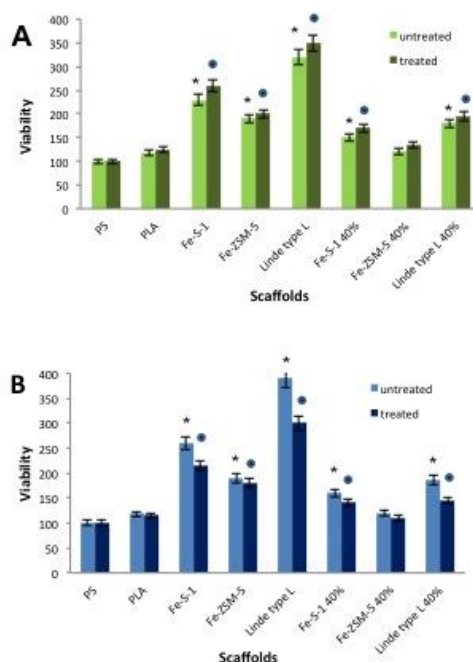 A
400
350
300
250
200
150
100
50
0
Viability
untreated
treated
* * * * *
PS
PLA
Fe-S-1
Fe-ZSM-5
Linde type L
Fe-S-1 40%
Fe-ZSM-5 40%
Linde type L 40%
Scaffolds
B
400
350
300
250
200
150
100
50
0
Viability
untreated
treated
* * * * *
PS
PLA
Fe-S-1
Fe-ZSM-5
Linde type L
Fe-S-1 40%
Fe-ZSM-5 40%
Linde type L 40%
Scaffolds